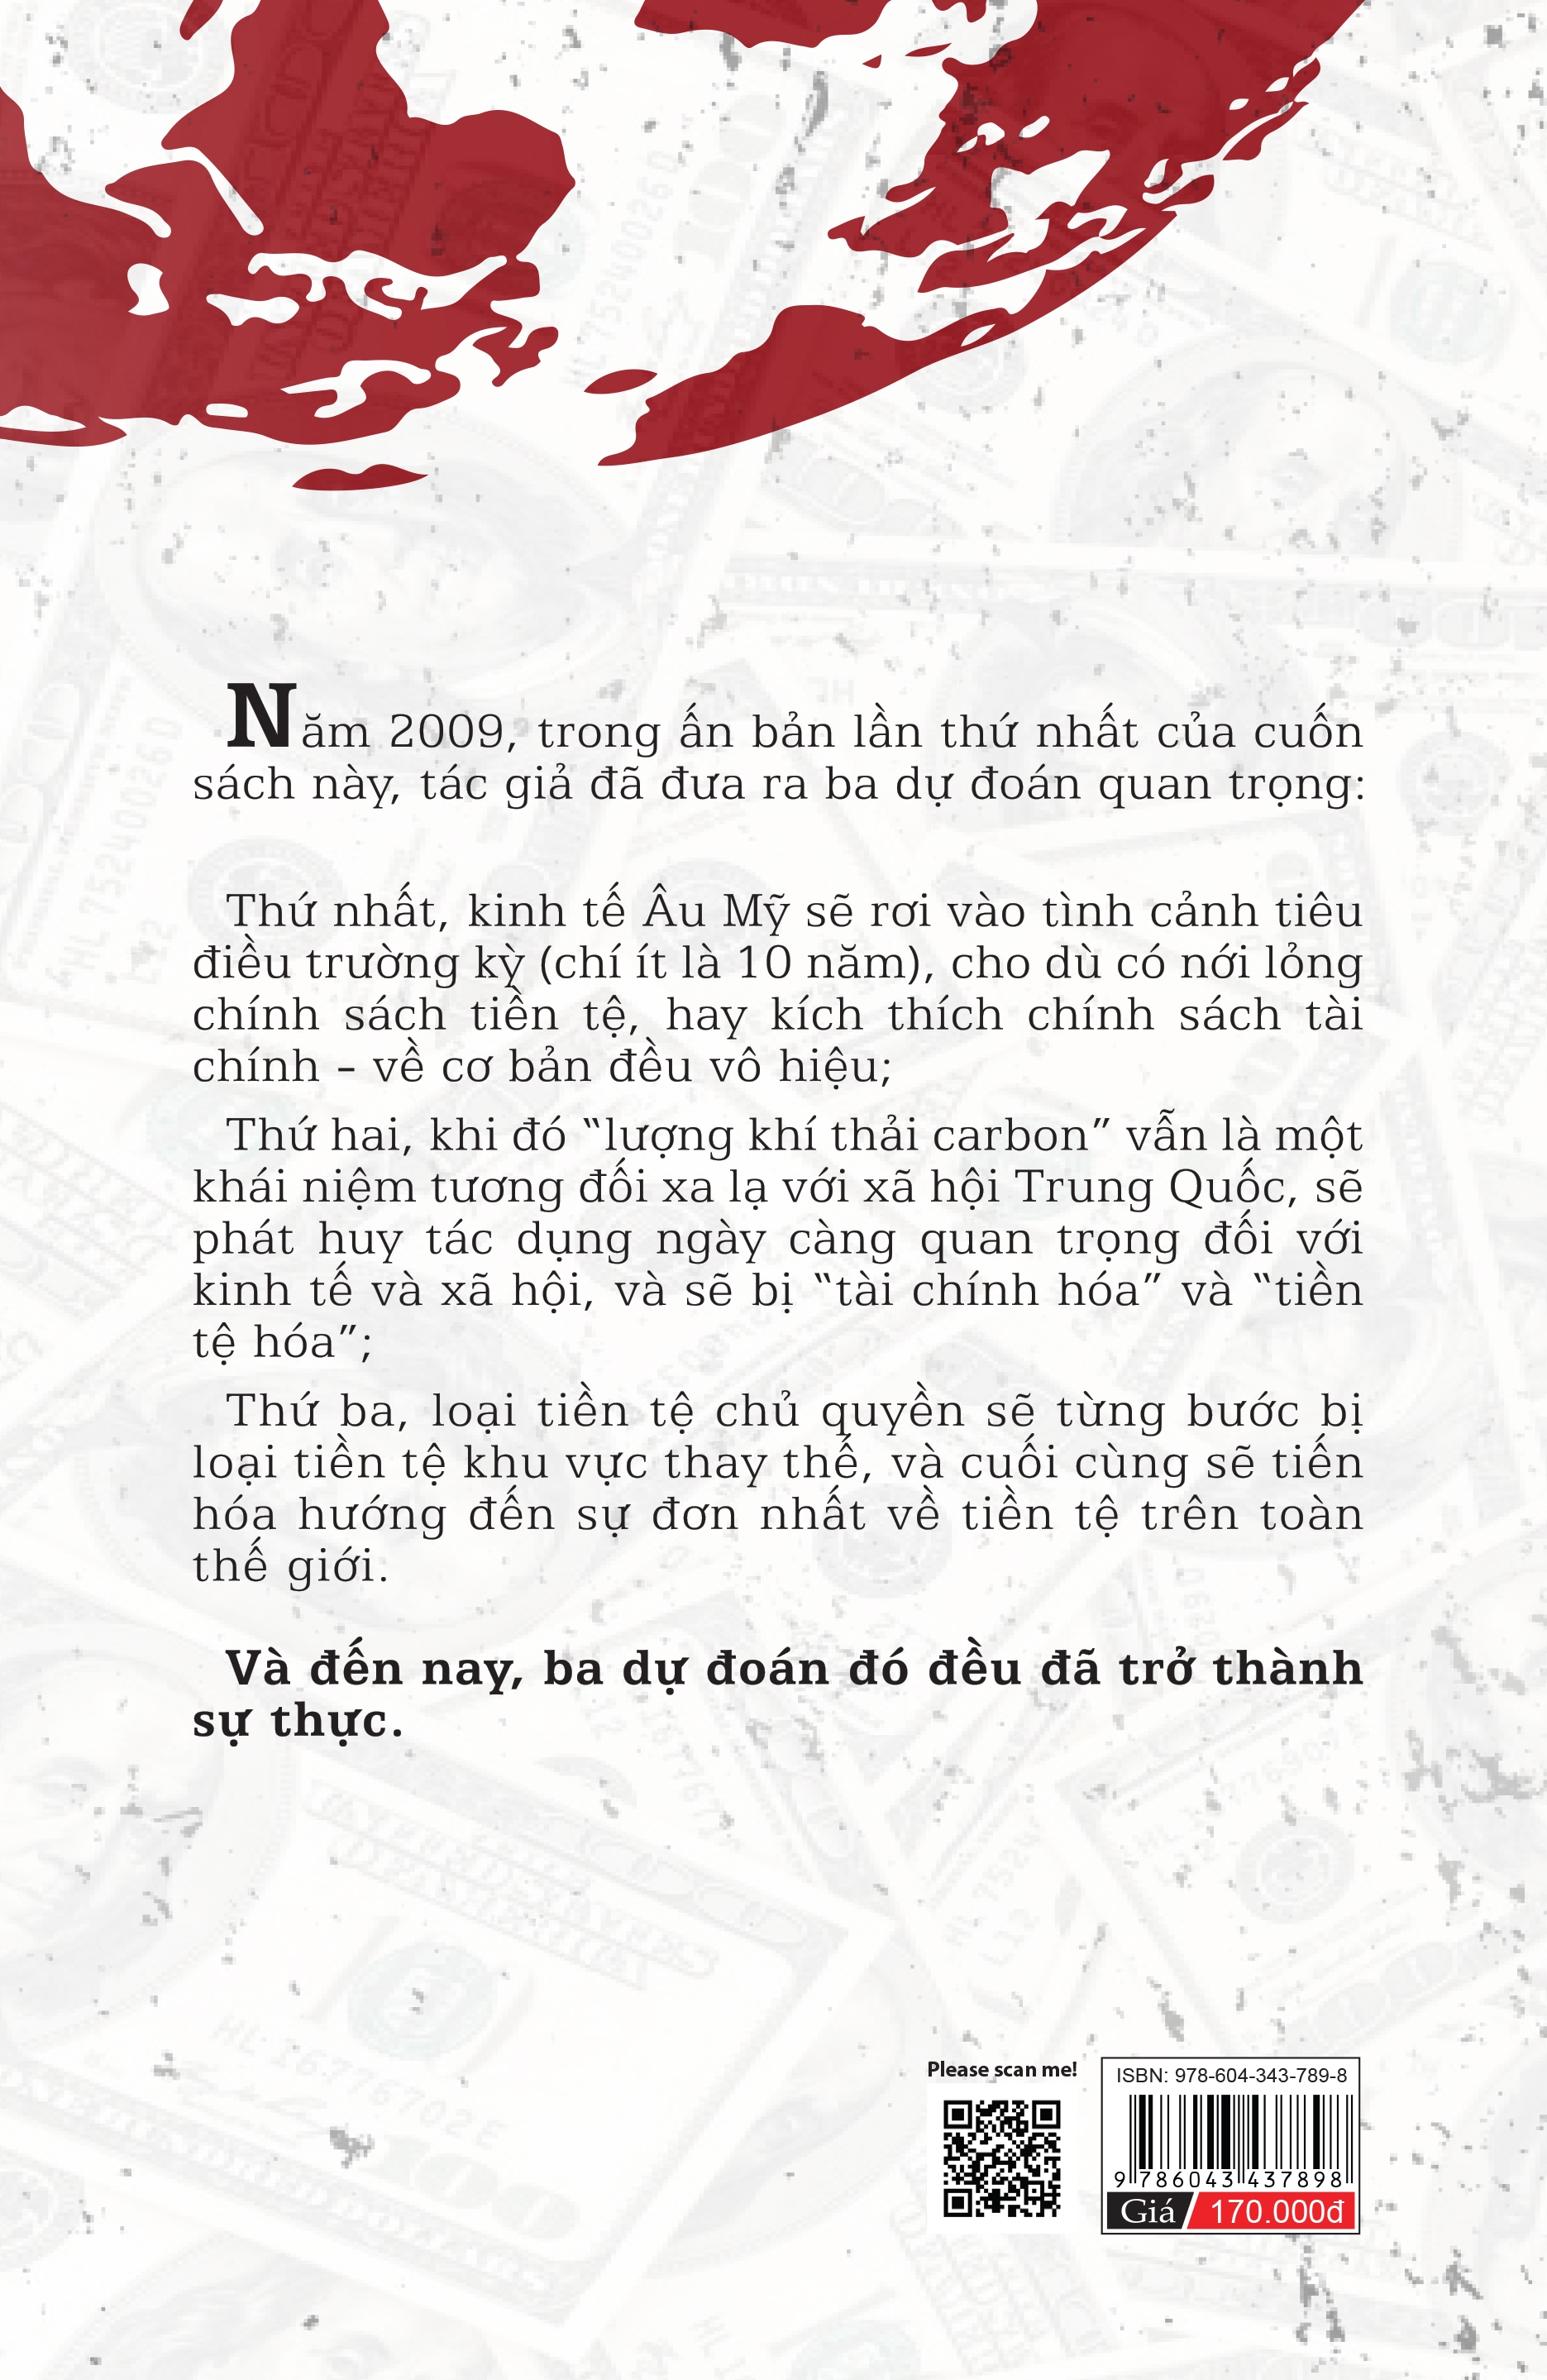 Năm 2009, trong ấn bản lần thứ nhất của cuốn
sách này, tác giả đã đưa ra ba dự đoán quan trọng:
Thứ nhất, kinh tế Âu Mỹ sẽ rơi vào tình cảnh tiêu
điều trường kỳ (chí ít là 10 năm), cho dù có nới lỏng
chính sách tiền tệ, hay kích thích chính sách tài
chính – về cơ bản đều vô hiệu;
Thứ hai, khi đó “lượng khí thải carbon” vẫn là một
khái niệm tương đối xa lạ với xã hội Trung Quốc, sẽ
phát huy tác dụng ngày càng quan trọng đối với
kinh tế và xã hội, và sẽ bị “tài chính hóa” và “tiền
tệ hóa”;
Thứ ba, loại tiền tệ chủ quyền sẽ từng bước bị
loại tiền tệ khu vực thay thế, và cuối cùng sẽ tiến
hóa hướng đến sự đơn nhất về tiền tệ trên toàn
thế giới.
Và đến nay, ba dự đoán đó đều đã trở thành
sự thực.
Please scan me!
ISBN: 978-604-343-789-8
9 786043 437898
Giá 170.000đ